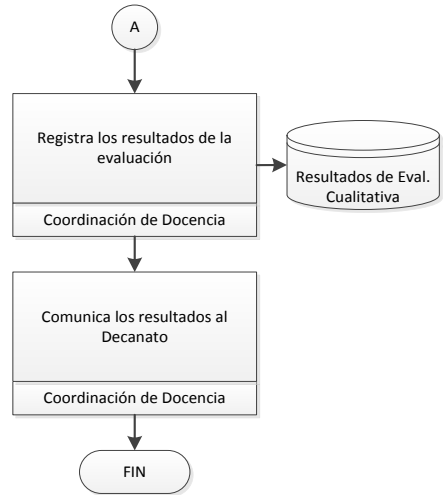 A
Registra los resultados de la
evaluación
Coordinación de Docencia
Resultados de Eval.
Cualitativa
Comunica los resultados al
Decanato
Coordinación de Docencia
FIN